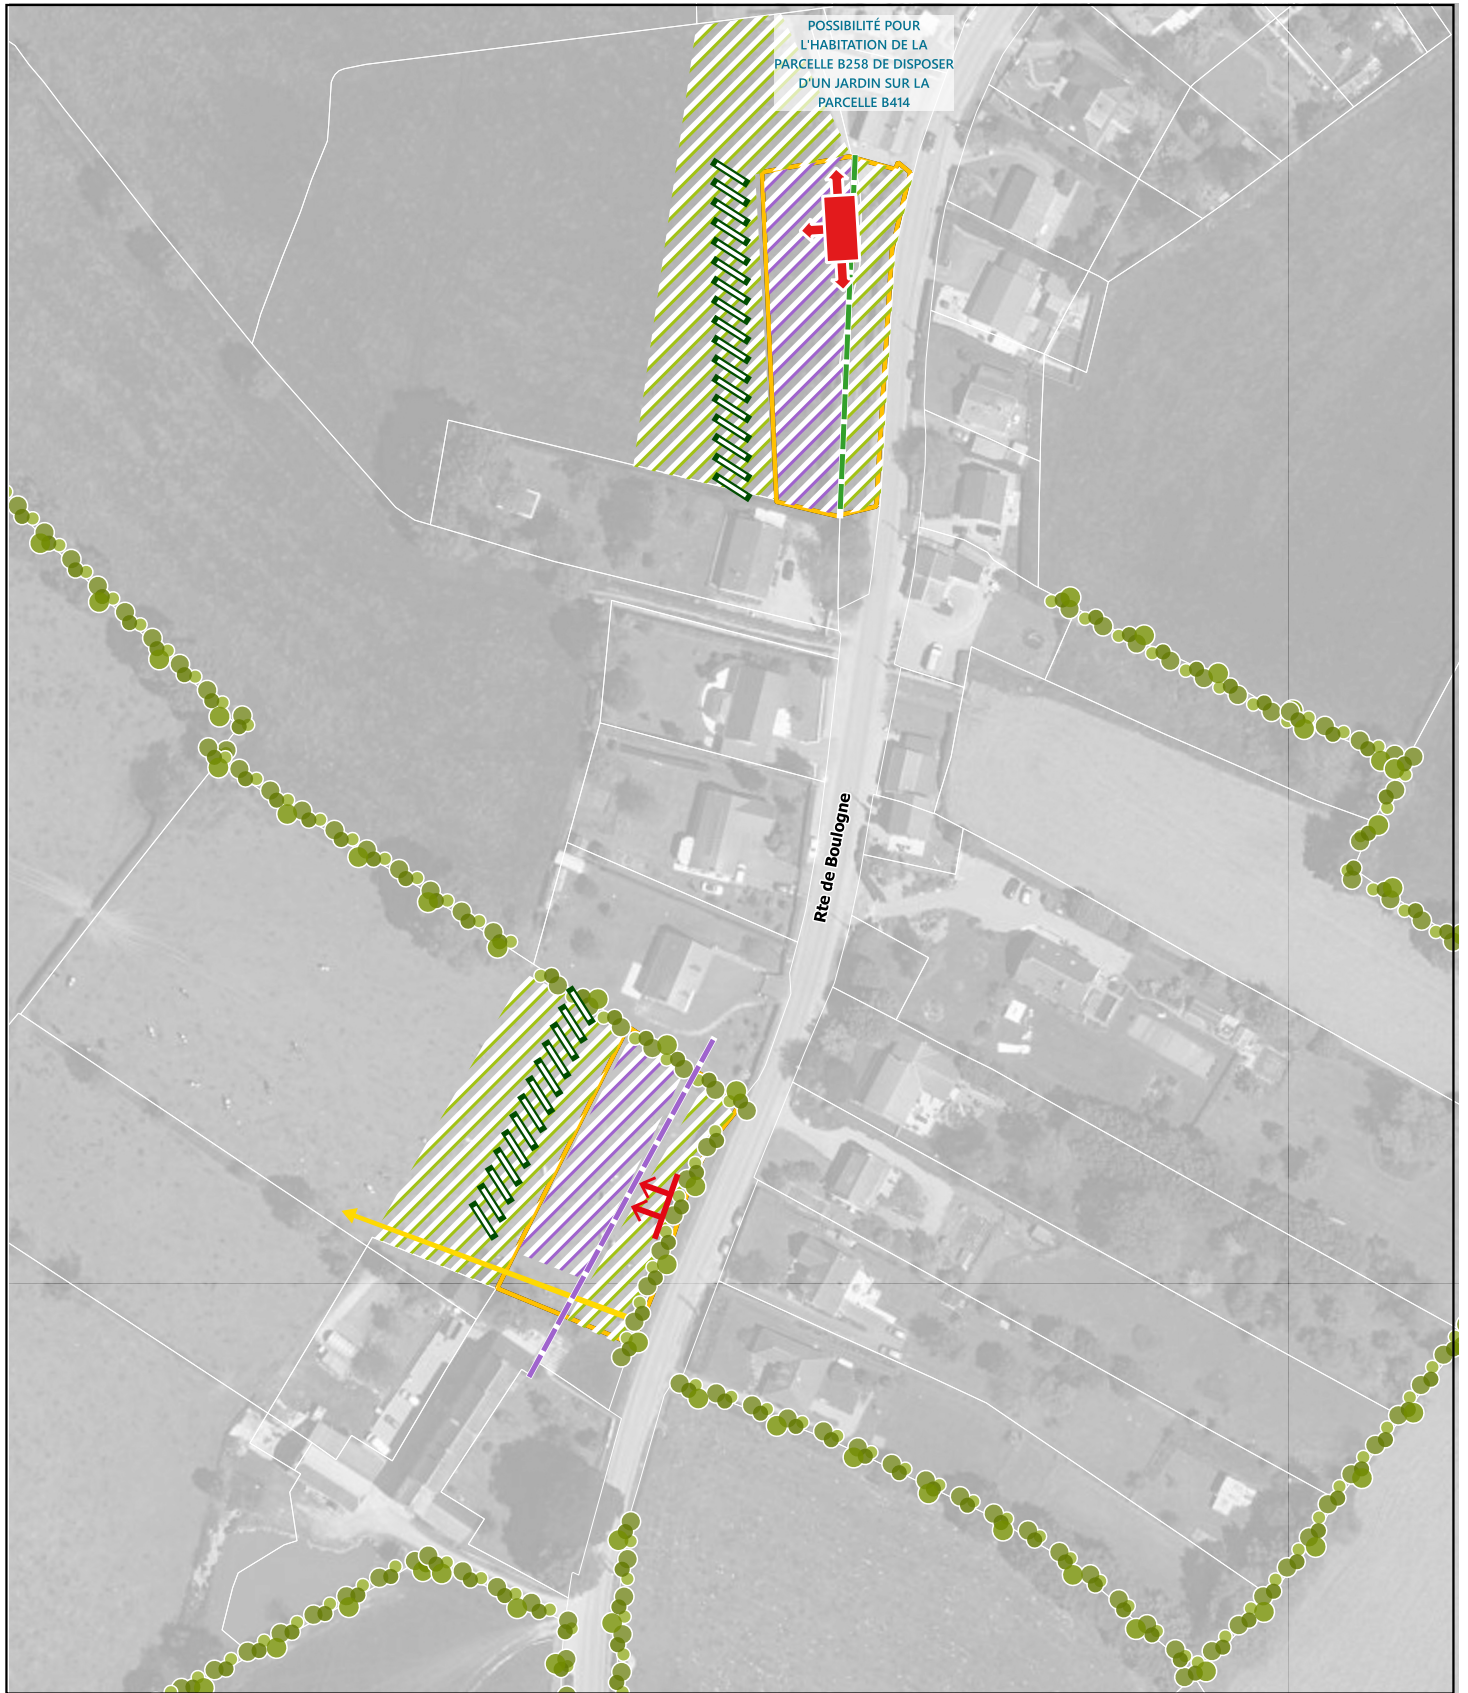 POSSIBILITÉ POUR
L'HABITATION DE LA
PARCELLE B258 DE DISPOSER
D'UN JARDIN SUR LA
PARCELLE B414
Rte de Boulogne